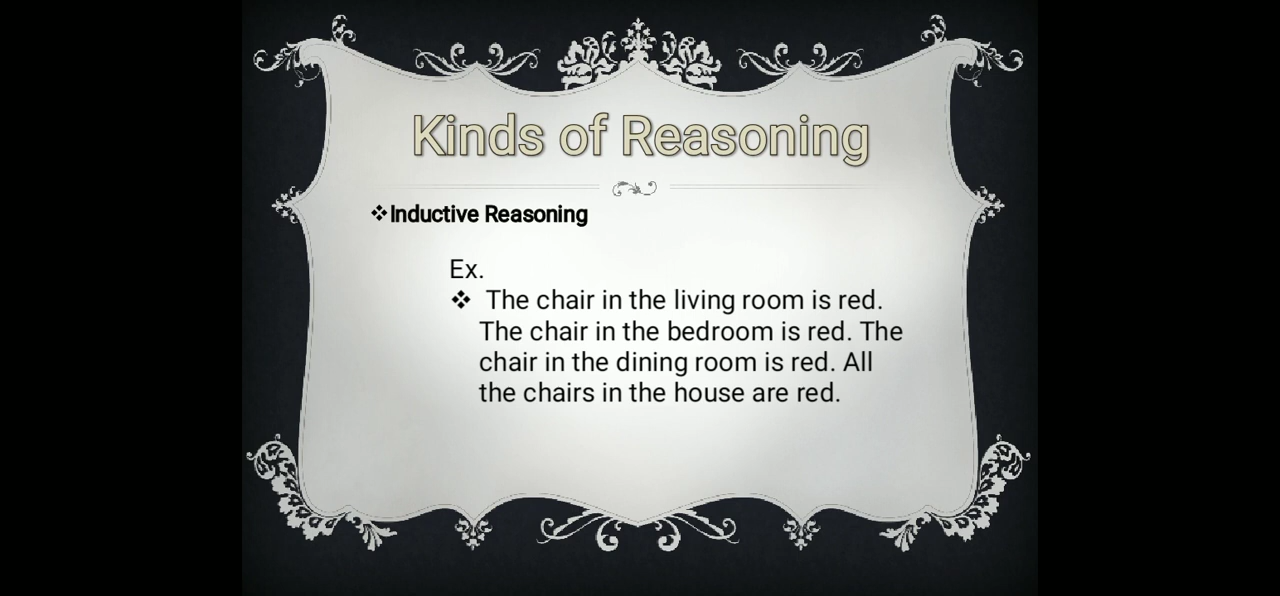 Kinds of Reasoning
❖Inductive Reasoning
Ex.
❖ The chair in the living room is red.
The chair in the bedroom is red. The
chair in the dining room is red. All
the chairs in the house are red.